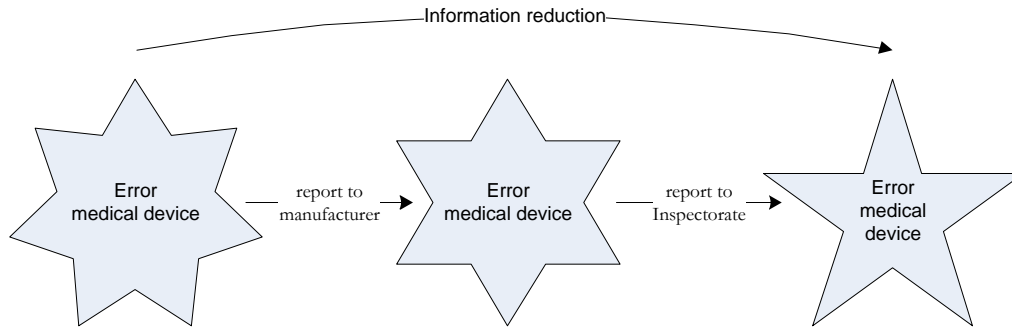 Information reduction
Error
medical device
report to
manufacturer
Error
medical device
report to
Inspectorate
Error
medical
device